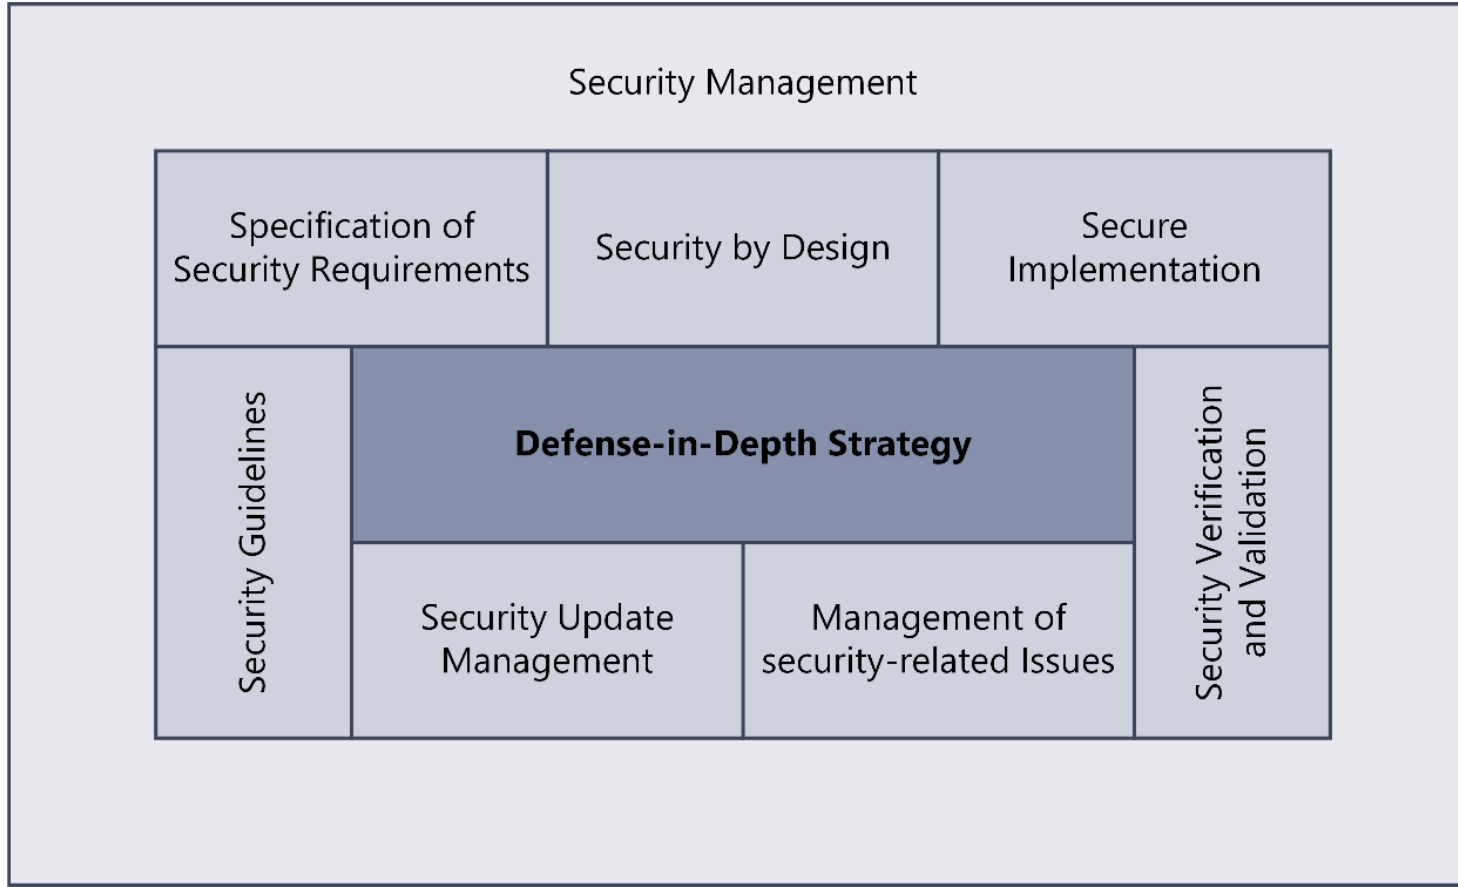 Security Management
Specification of
Security Requirements
Security by Design
Secure
Implementation
Security Guidelines
Defense-in-Depth Strategy
Security Verification
and Validation
Security Update
Management
Management of
security-related Issues